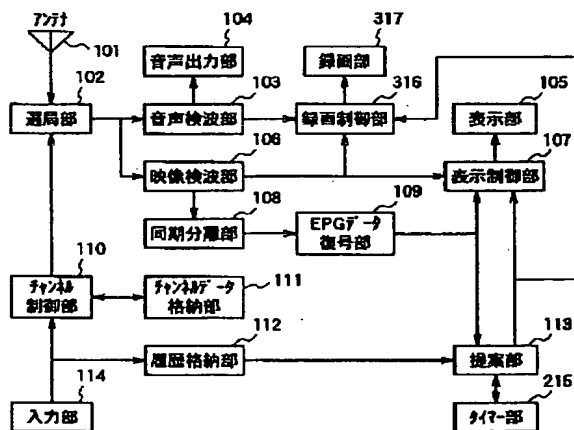 アンテナ
101
104
音声出力部
317
録画部
102
選局部
103
音声検波部
316
録画制御部
105
表示部
106
映像検波部
107
表示制御部
108
同期分離部
109
EPGデータ
復号部
110
チャンネル
制御部
111
チャンネルデータ
格納部
112
履歴格納部
113
提案部
114
入力部
215
タイマー部